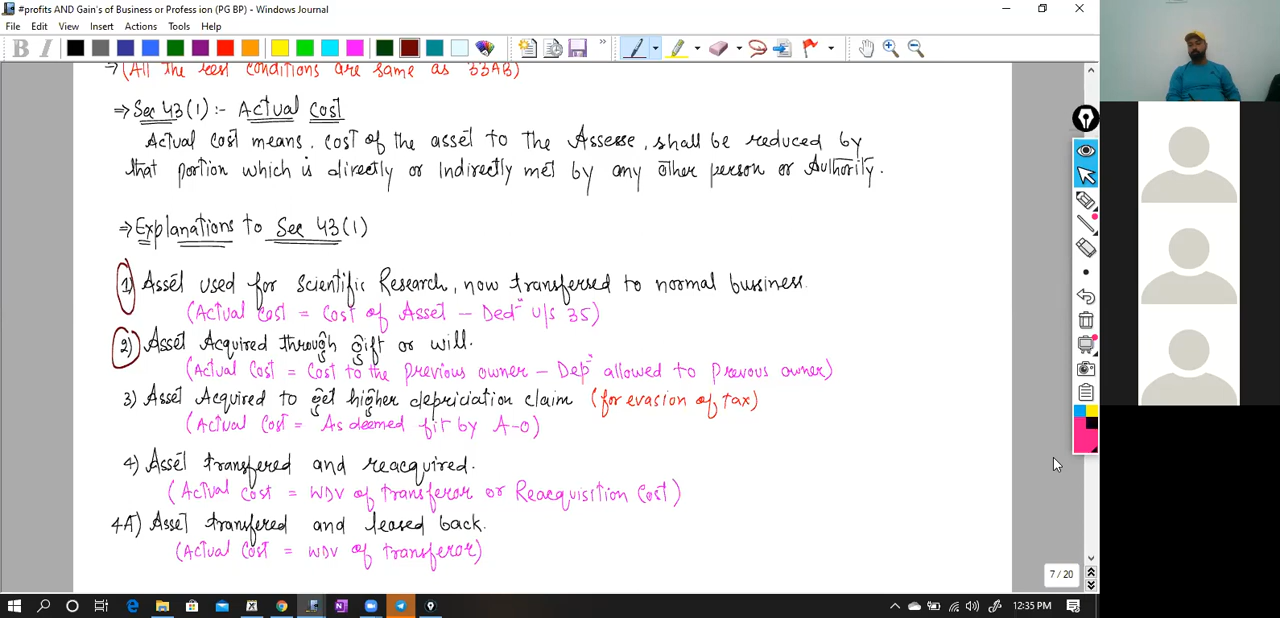 #profits AND Gain's of Business or Profess ion (PG BP) - Windows Journal
File Edit View Insert Actions Tools Help
→(All the rest conditions are same as 33AB)
⇒Sec 43(1):- Actual Cost
Actual Cost means, Cost of the asset to the Assesse, shall be reduced by
that portion which is directly or Indirectly met by any other person or Authority.
⇒Explanations to Sec 43(1)
1) Asset used for Scientific Research, now transferred to normal bussiness.
(Actual Cost = Cost of Asset - Dedⁿ U/s 35)
2) Asset Acquired through gift or will.
(Actual Cost = Cost to the previous owner - Depⁿ allowed to prevous owner)
3) Asset Acquired to get higher depriciation claim (for evasion of tax)
(Actual Cost = As deemed fit by A-O)
4) Asset transfered and reacquired.
(Actual Cost = WDV of transferor or Reacquisition Cost)
4A) Asset transfered and leased back.
(Actual Cost = WDV of transferor)
7 / 20
12:35 PM